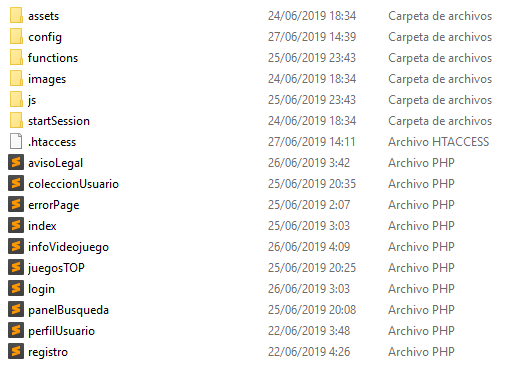 assets 24/06/2019 18:34 Carpeta de archivos
config 27/06/2019 14:39 Carpeta de archivos
functions 25/06/2019 23:43 Carpeta de archivos
images 24/06/2019 18:34 Carpeta de archivos
js 25/06/2019 23:43 Carpeta de archivos
startSession 24/06/2019 18:34 Carpeta de archivos
.htaccess 27/06/2019 14:11 Archivo HTACCESS
avisoLegal 26/06/2019 3:42 Archivo PHP
coleccionUsuario 25/06/2019 20:35 Archivo PHP
errorPage 25/06/2019 2:07 Archivo PHP
index 25/06/2019 3:03 Archivo PHP
infoVideojuego 26/06/2019 4:09 Archivo PHP
juegosTOP 25/06/2019 20:25 Archivo PHP
login 26/06/2019 3:03 Archivo PHP
panelBusqueda 25/06/2019 20:08 Archivo PHP
perfilUsuario 22/06/2019 3:48 Archivo PHP
registro 22/06/2019 4:26 Archivo PHP